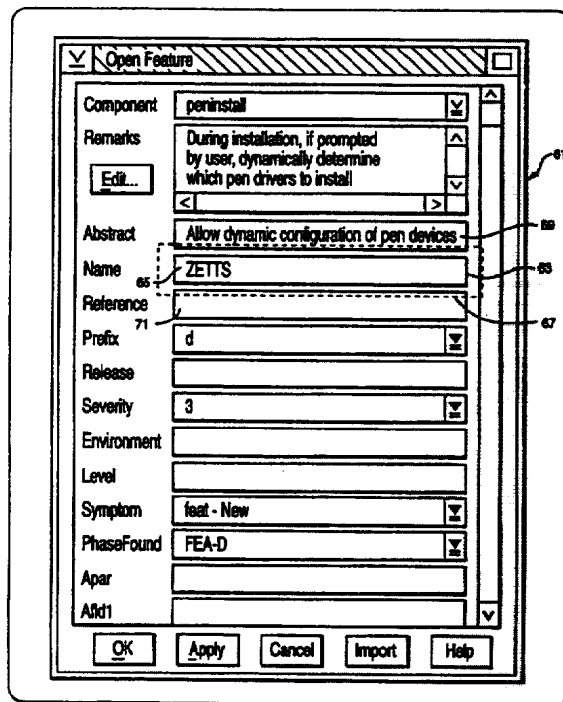 Open Feature
61
Component peninstall
Remarks During installation, if prompted
by user, dynamically determine
which pen drivers to install
Edit...
Abstract Allow dynamic configuration of pen devices 69
Name 65 ZETTS 63
Reference 71 67
Prefix d
Release
Severity 3
Environment
Level
Symptom feat - New
PhaseFound FEA-D
Apar
Afld1
OK Apply Cancel Import Help